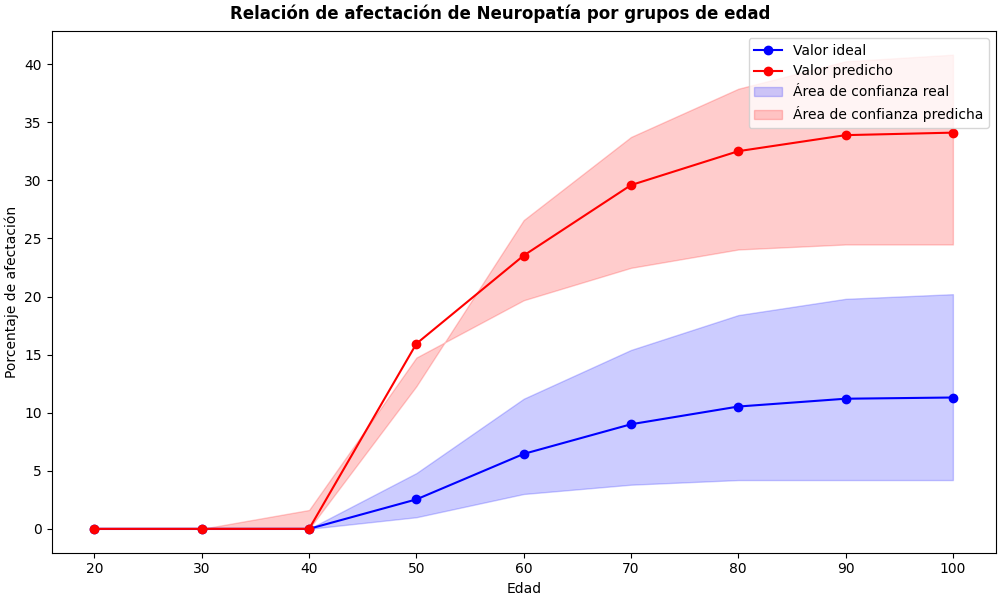 Relación de afectación de Neuropatía por grupos de edad
Valor ideal
Valor predicho
Área de confianza real
Área de confianza predicha
Porcentaje de afectación
40
35
30
25
20
15
10
5
0
20 30 40 50 60 70 80 90 100
Edad